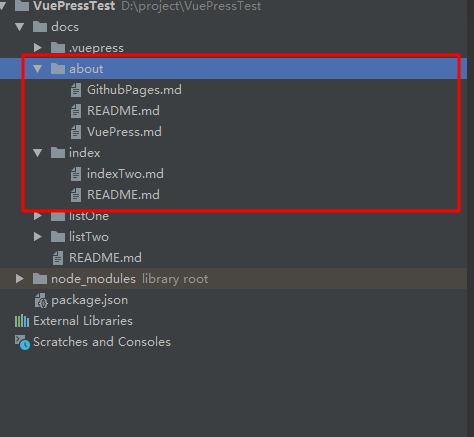 VuePressTest D:\project\VuePressTest
docs
.vuepress
about
GithubPages.md
README.md
VuePress.md
index
indexTwo.md
README.md
listOne
listTwo
README.md
node_modules library root
package.json
External Libraries
Scratches and Consoles